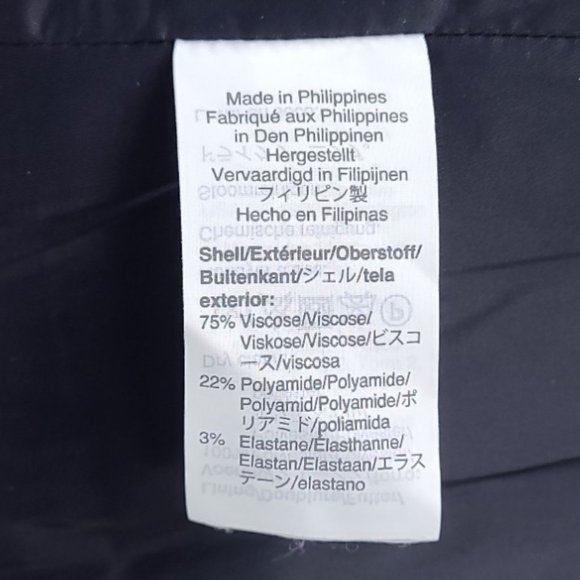 Made in Philippines
Fabriqué aux Philippines
in Den Philippinen
Hergestellt
Vervaardigd in Filipijnen
フィリピン製
Hecho en Filipinas
Shell/Extérieur/Oberstoff/
Bultenkant/シェル/tela
exterior:
75% Viscose/Viscose/
Viskose/Viscose/ビスコ
ース/viscosa
22% Polyamide/Polyamide/
Polyamid/Polyamide/ポ
リアミド/poliamida
3% Elastane/Élasthanne/
Elastan/Elastaan/エラス
テーン/elastano